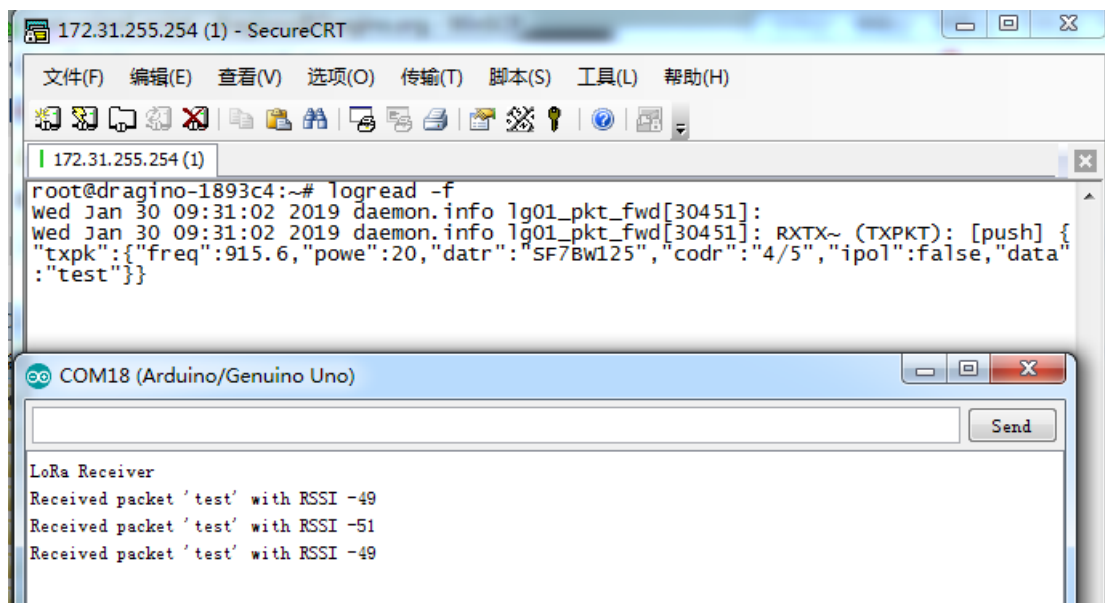 172.31.255.254 (1) - SecureCRT
文件(F) 编辑(E) 查看(V) 选项(O) 传输(T) 脚本(S) 工具(L) 帮助(H)
172.31.255.254 (1)
root@dragino-1893c4:~# logread -f
Wed Jan 30 09:31:02 2019 daemon.info lg01_pkt_fwd[30451]:
Wed Jan 30 09:31:02 2019 daemon.info lg01_pkt_fwd[30451]: RXTX~ (TXPKT): [push] {
"txpk":{"freq":915.6,"powe":20,"datr":"SF7BW125","codr":"4/5","ipol":false,"data"
:"test"}}
COM18 (Arduino/Genuino Uno)
Send
LoRa Receiver
Received packet 'test' with RSSI -49
Received packet 'test' with RSSI -51
Received packet 'test' with RSSI -49